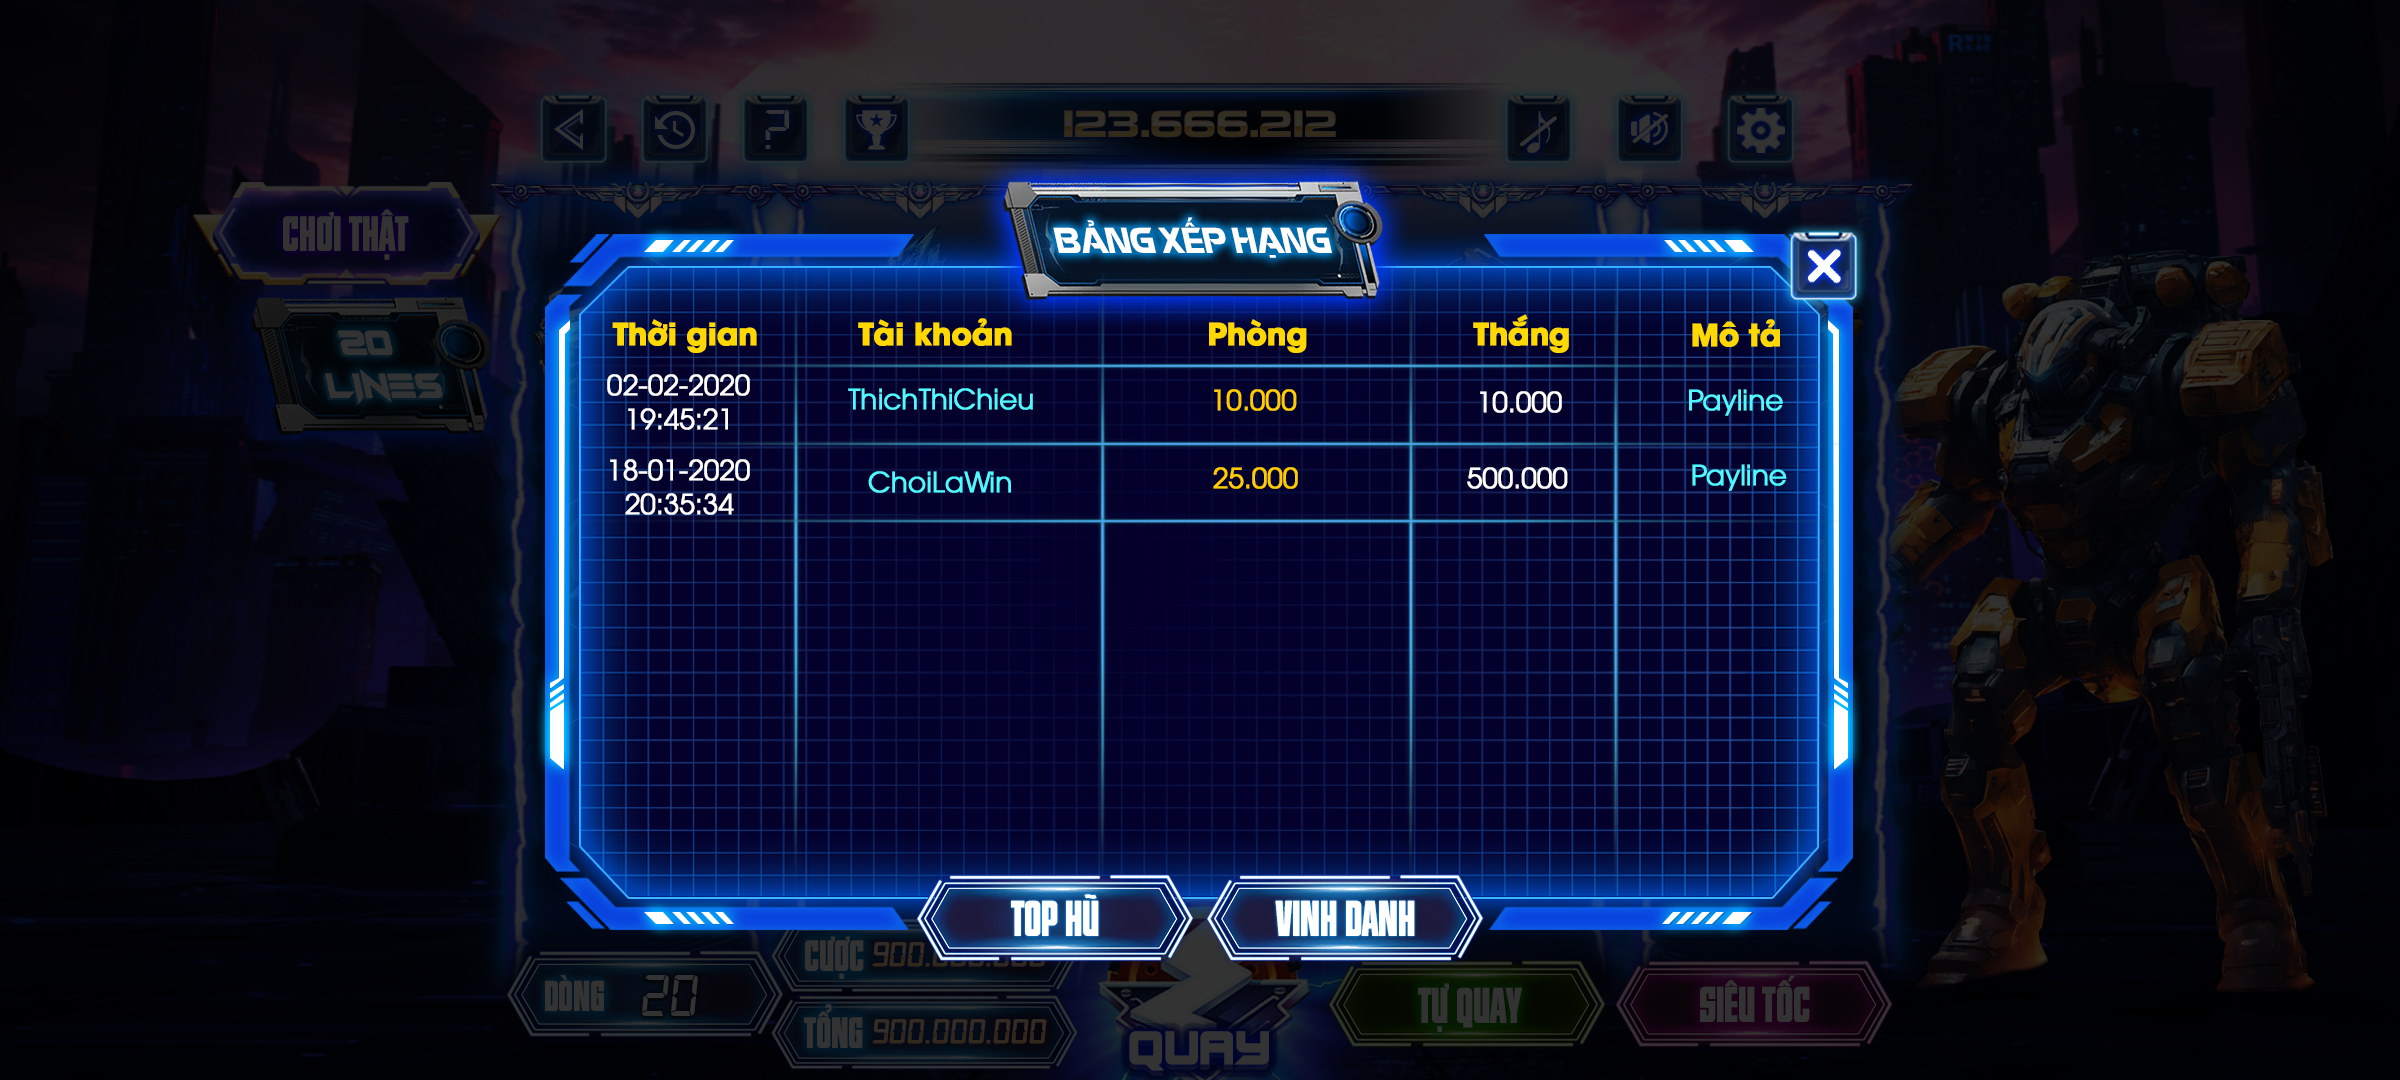 123.666.212
CHƠI THẬT
20
LINES
BẢNG XẾP HẠNG
Thời gian Tài khoản Phòng Thắng Mô tả
02-02-2020
19:45:21
ThichThiChieu 10.000 10.000 Payline
18-01-2020
20:35:34
ChoiLaWin 25.000 500.000 Payline
TOP HŨ VINH DANH
DÒNG 20
CƯỢC 900.000.000
TỔNG 900.000.000
QUAY
TỰ QUAY
SIÊU TỐC